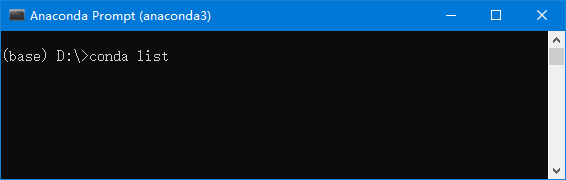 Anaconda Prompt (anaconda3)
(base) D:\>conda list